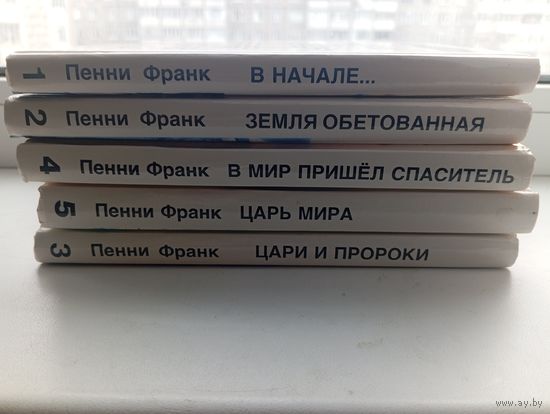 1 Пенни Франк В НАЧАЛЕ...
2 Пенни Франк ЗЕМЛЯ ОБЕТОВАННАЯ
4 Пенни Франк В МИР ПРИШЁЛ СПАСИТЕЛЬ
5 Пенни Франк ЦАРЬ МИРА
3 Пенни Франк ЦАРИ И ПРОРОКИ
© www.ay.by